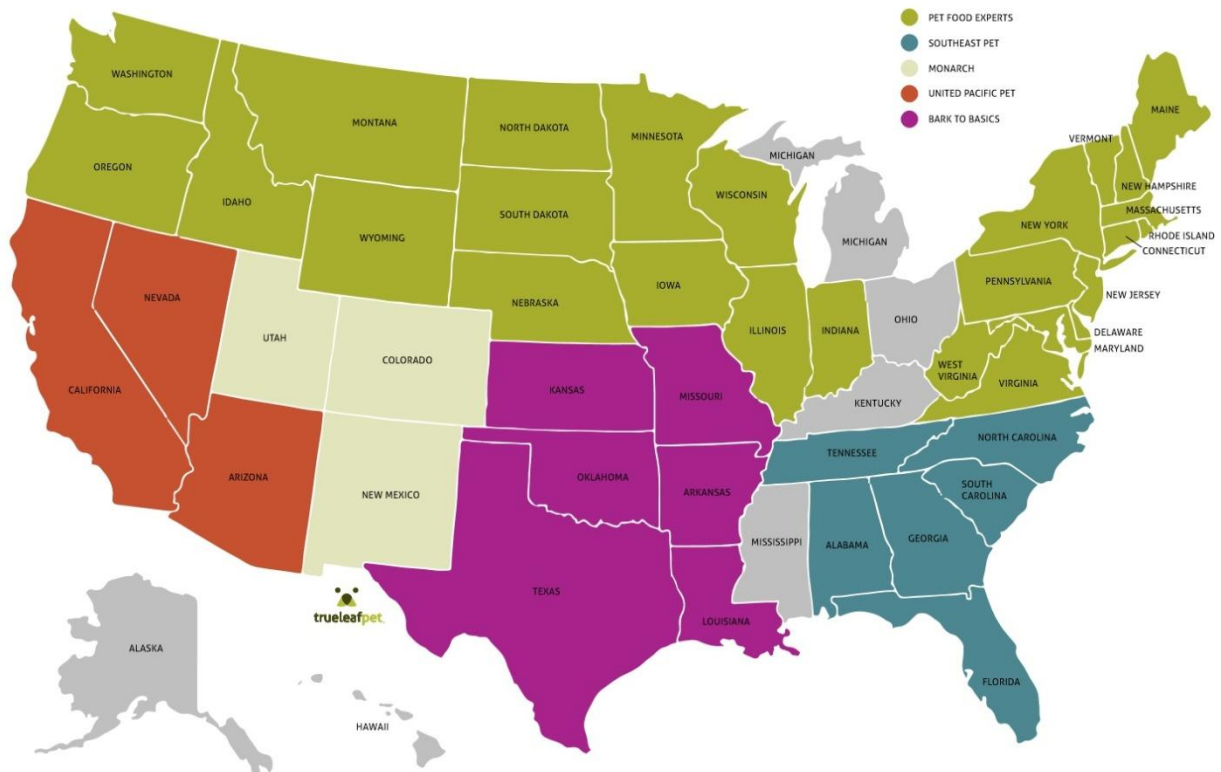 PET FOOD EXPERTS
SOUTHEAST PET
MONARCH
UNITED PACIFIC PET
BARK TO BASICS
WASHINGTON
OREGON
IDAHO
MONTANA
WYOMING
NORTH DAKOTA
SOUTH DAKOTA
NEBRASKA
MINNESOTA
IOWA
WISCONSIN
ILLINOIS
INDIANA
MICHIGAN
MICHIGAN
OHIO
KENTUCKY
WEST
VIRGINIA
VIRGINIA
PENNSYLVANIA
NEW YORK
VERMONT
MAINE
NEW HAMPSHIRE
MASSACHUSETTS
RHODE ISLAND
CONNECTICUT
NEW JERSEY
DELAWARE
MARYLAND
CALIFORNIA
NEVADA
ARIZONA
UTAH
COLORADO
NEW MEXICO
KANSAS
MISSOURI
OKLAHOMA
ARKANSAS
TEXAS
LOUISIANA
MISSISSIPPI
TENNESSEE
NORTH CAROLINA
SOUTH
CAROLINA
ALABAMA
GEORGIA
FLORIDA
trueleafpet.
ALASKA
HAWAII